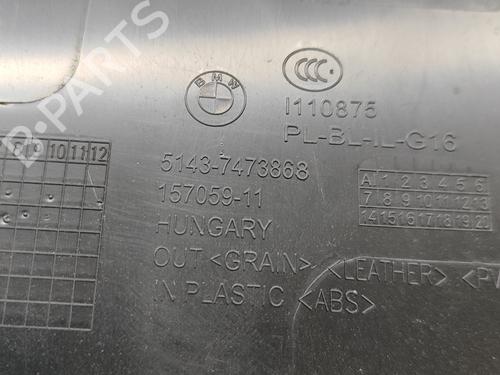 B-PARTS
BMW
CCC
I110875
PL-BL-IL-G16
5143-7473868
157059-11
HUNGARY
OUT <GRAIN> <LEATHER> <PV
IN PLASTIC <ABS>
10 11 12
A 1 2 3 4 5 6
7 8 9 10 11 12 13
14 15 16 17 18 19 20